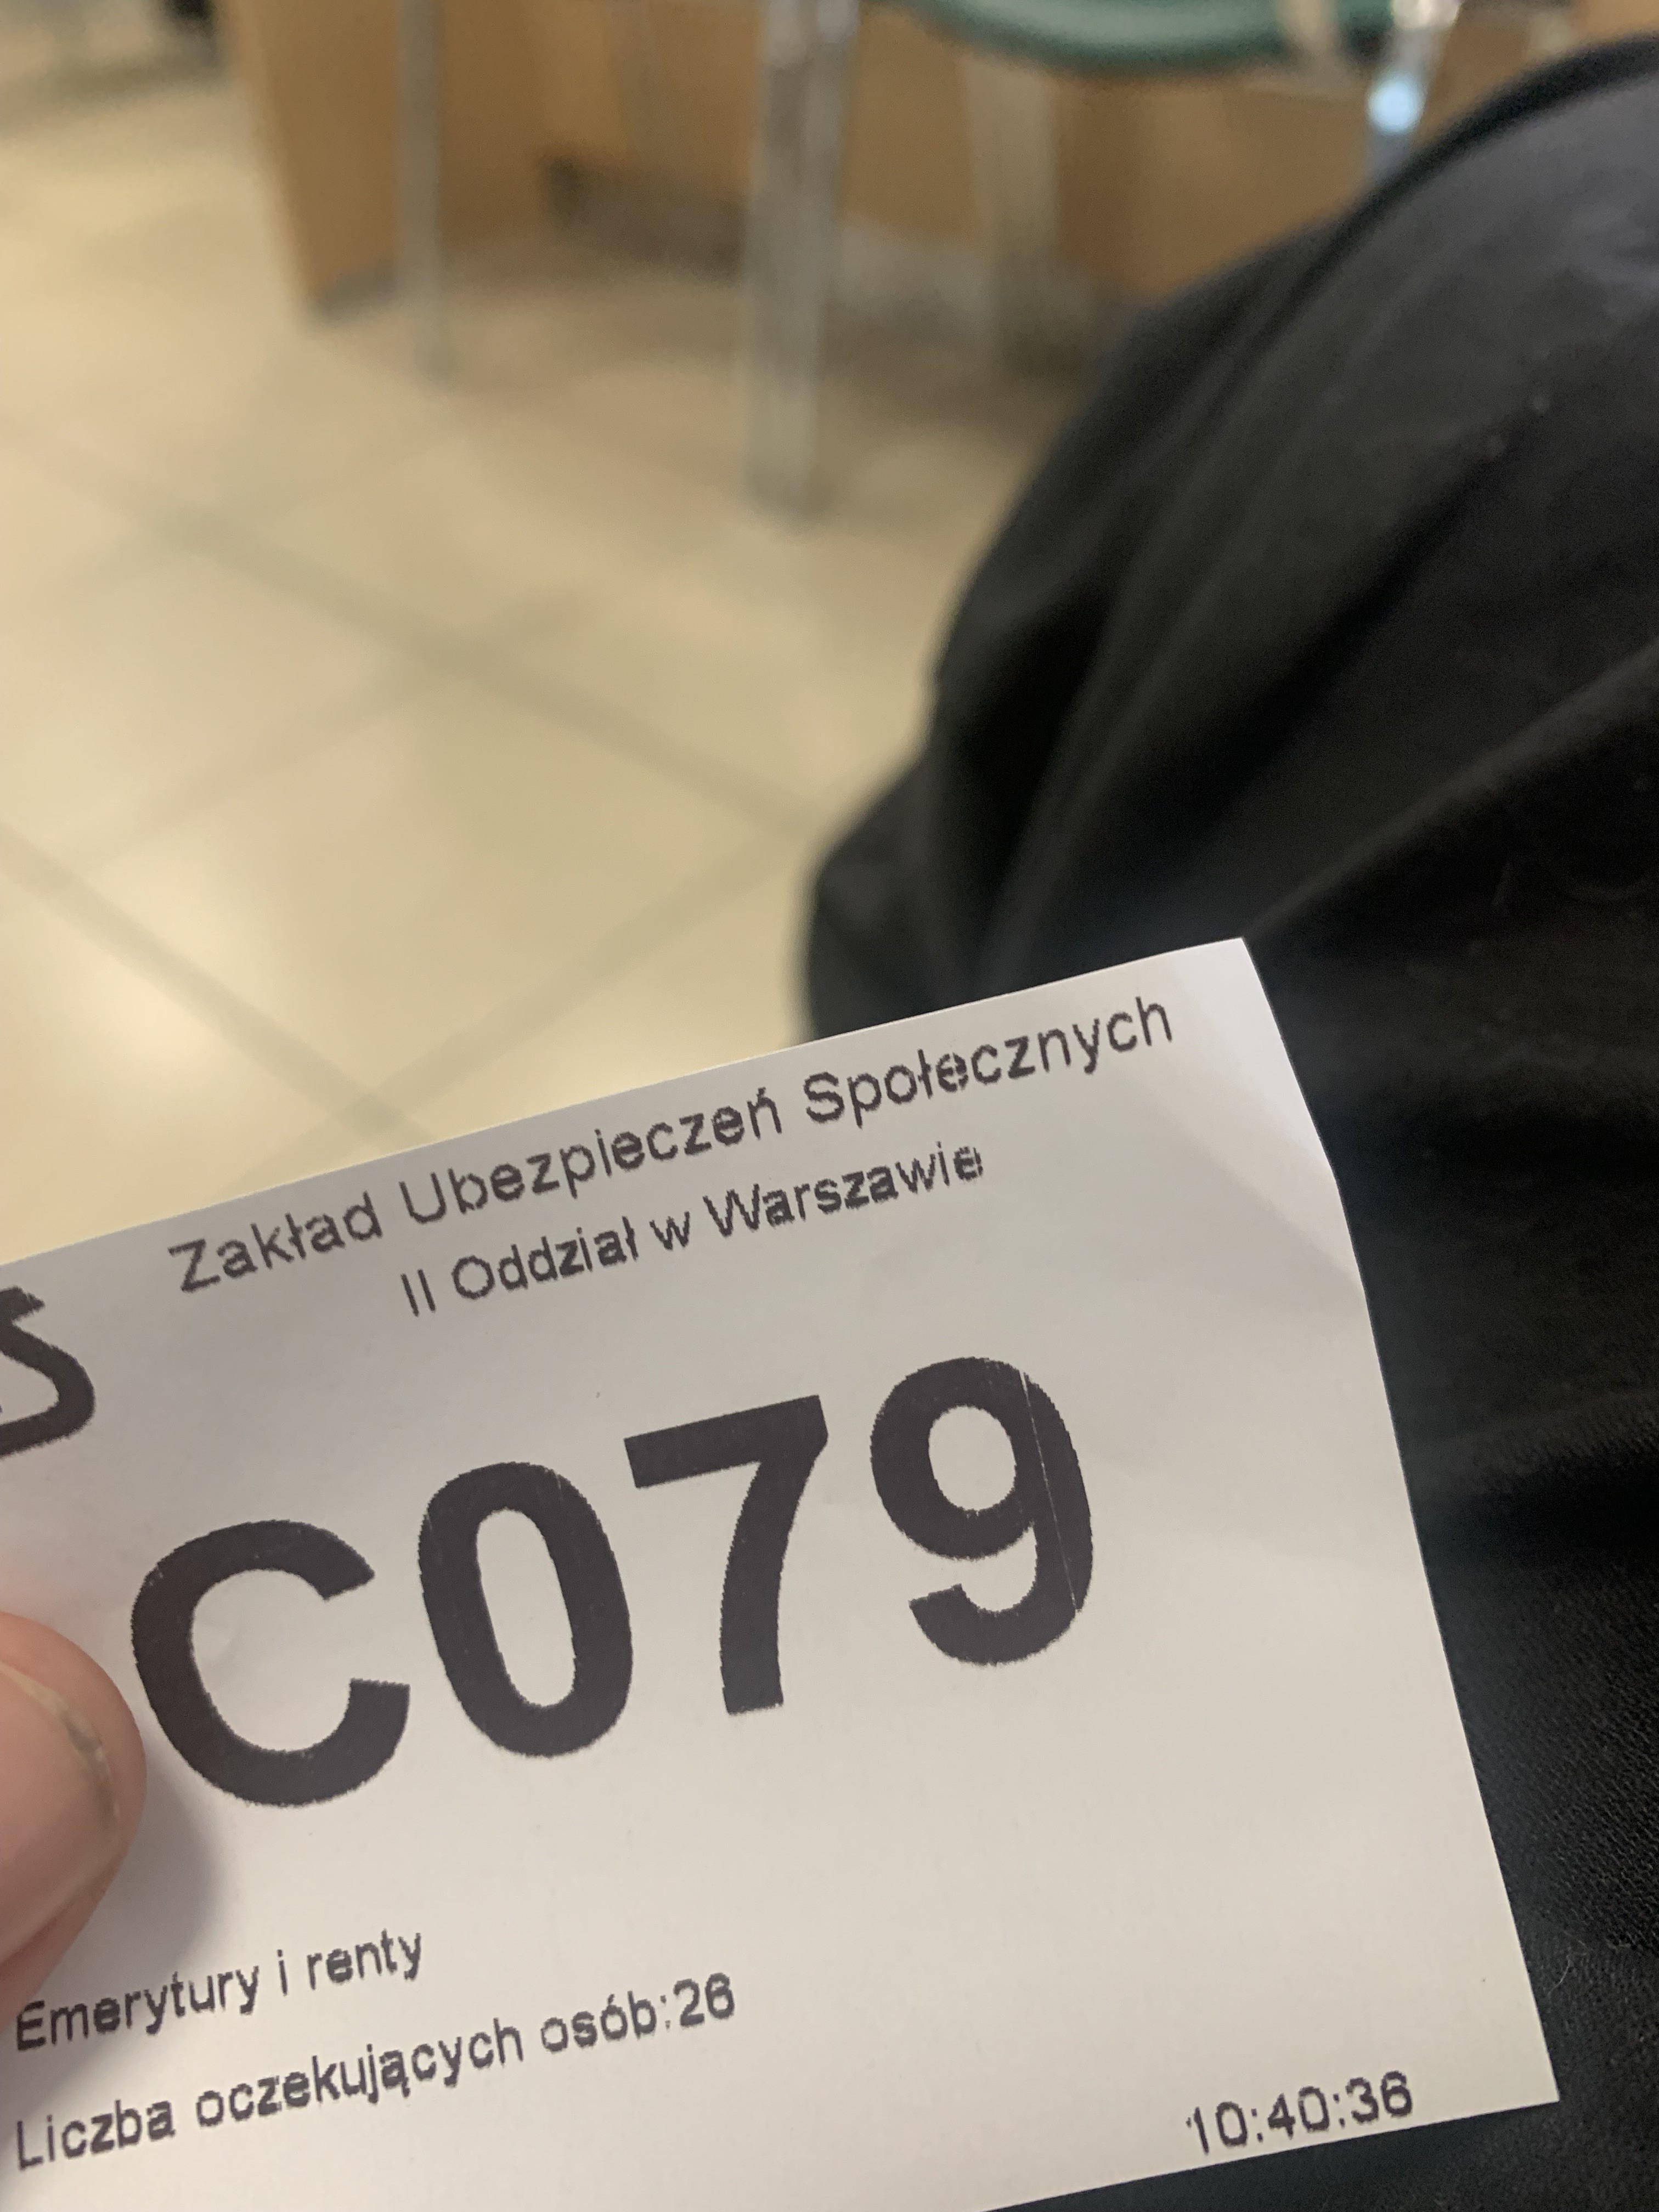 Zakład Ubezpieczeń Społecznych
II Oddział w Warszawie
S
C079
Emerytury i renty
Liczba oczekujących osób:26
10:40:36